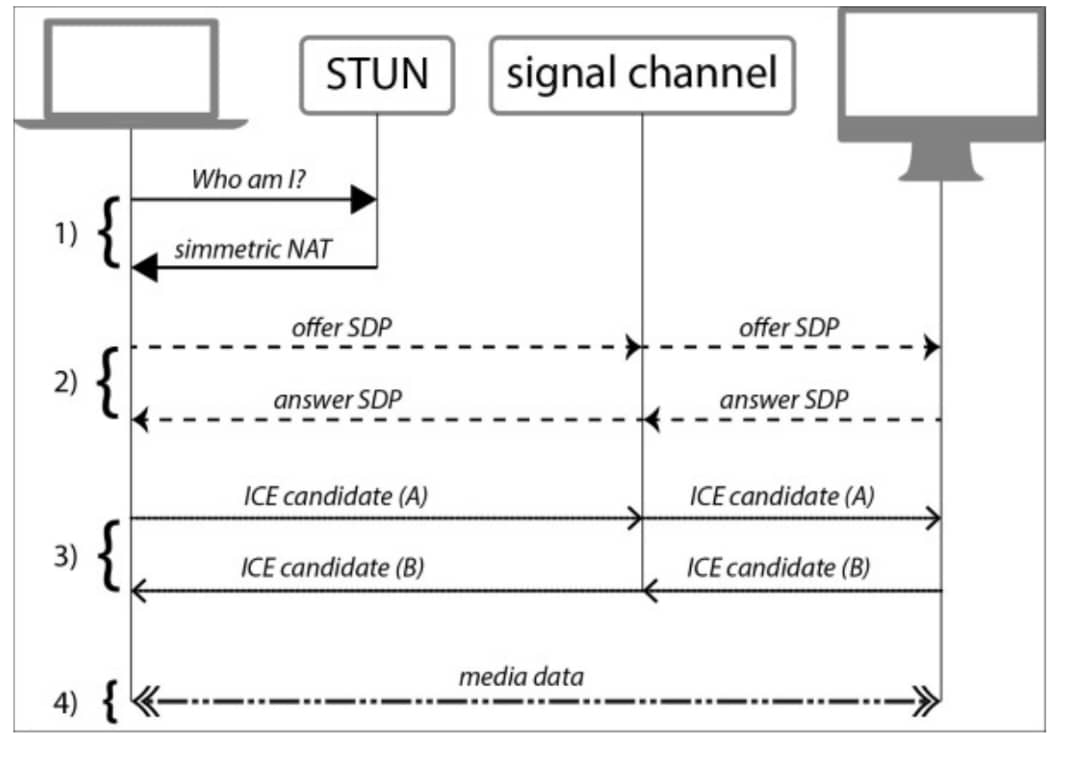 STUN
signal channel
Who am I?
1) {
simmetric NAT
offer SDP
offer SDP
2) {
answer SDP
answer SDP
ICE candidate (A)
ICE candidate (A)
3) {
ICE candidate (B)
ICE candidate (B)
media data
4) {